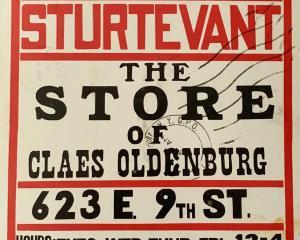 STURTEVANT
THE
STORE
OF
CLAES OLDENBURG
623 E. 9TH ST.